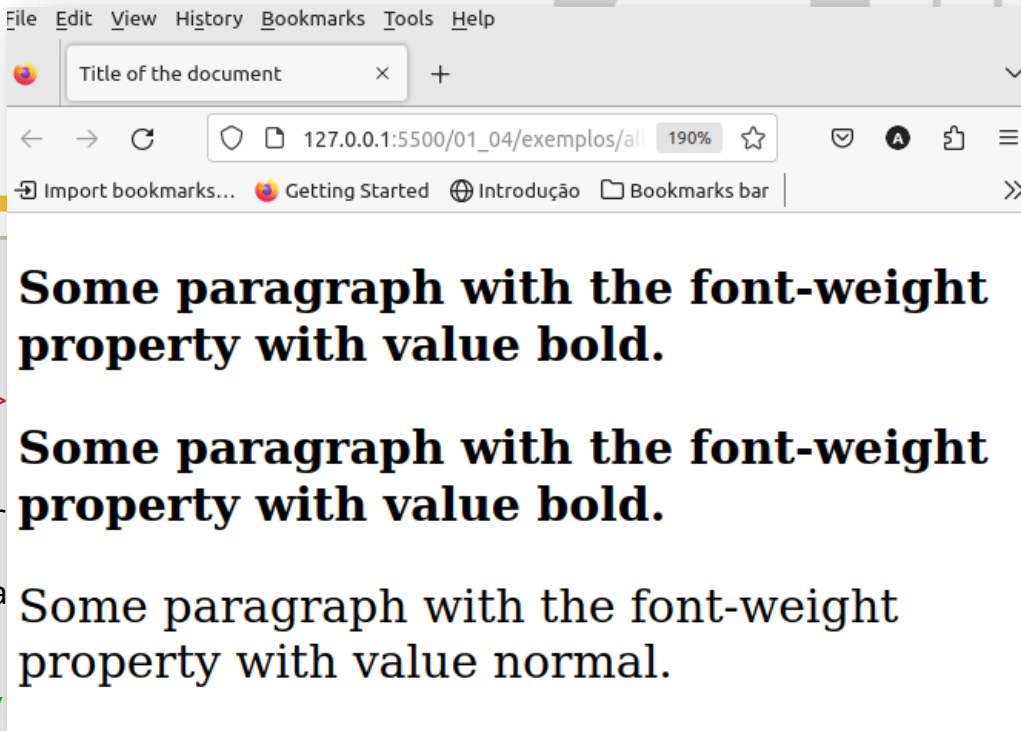 File Edit View History Bookmarks Tools Help
Title of the document
127.0.0.1:5500/01_04/exemplos/al 190%
Import bookmarks... Getting Started Introdução Bookmarks bar
Some paragraph with the font-weight
property with value bold.
Some paragraph with the font-weight
property with value bold.
Some paragraph with the font-weight
property with value normal.